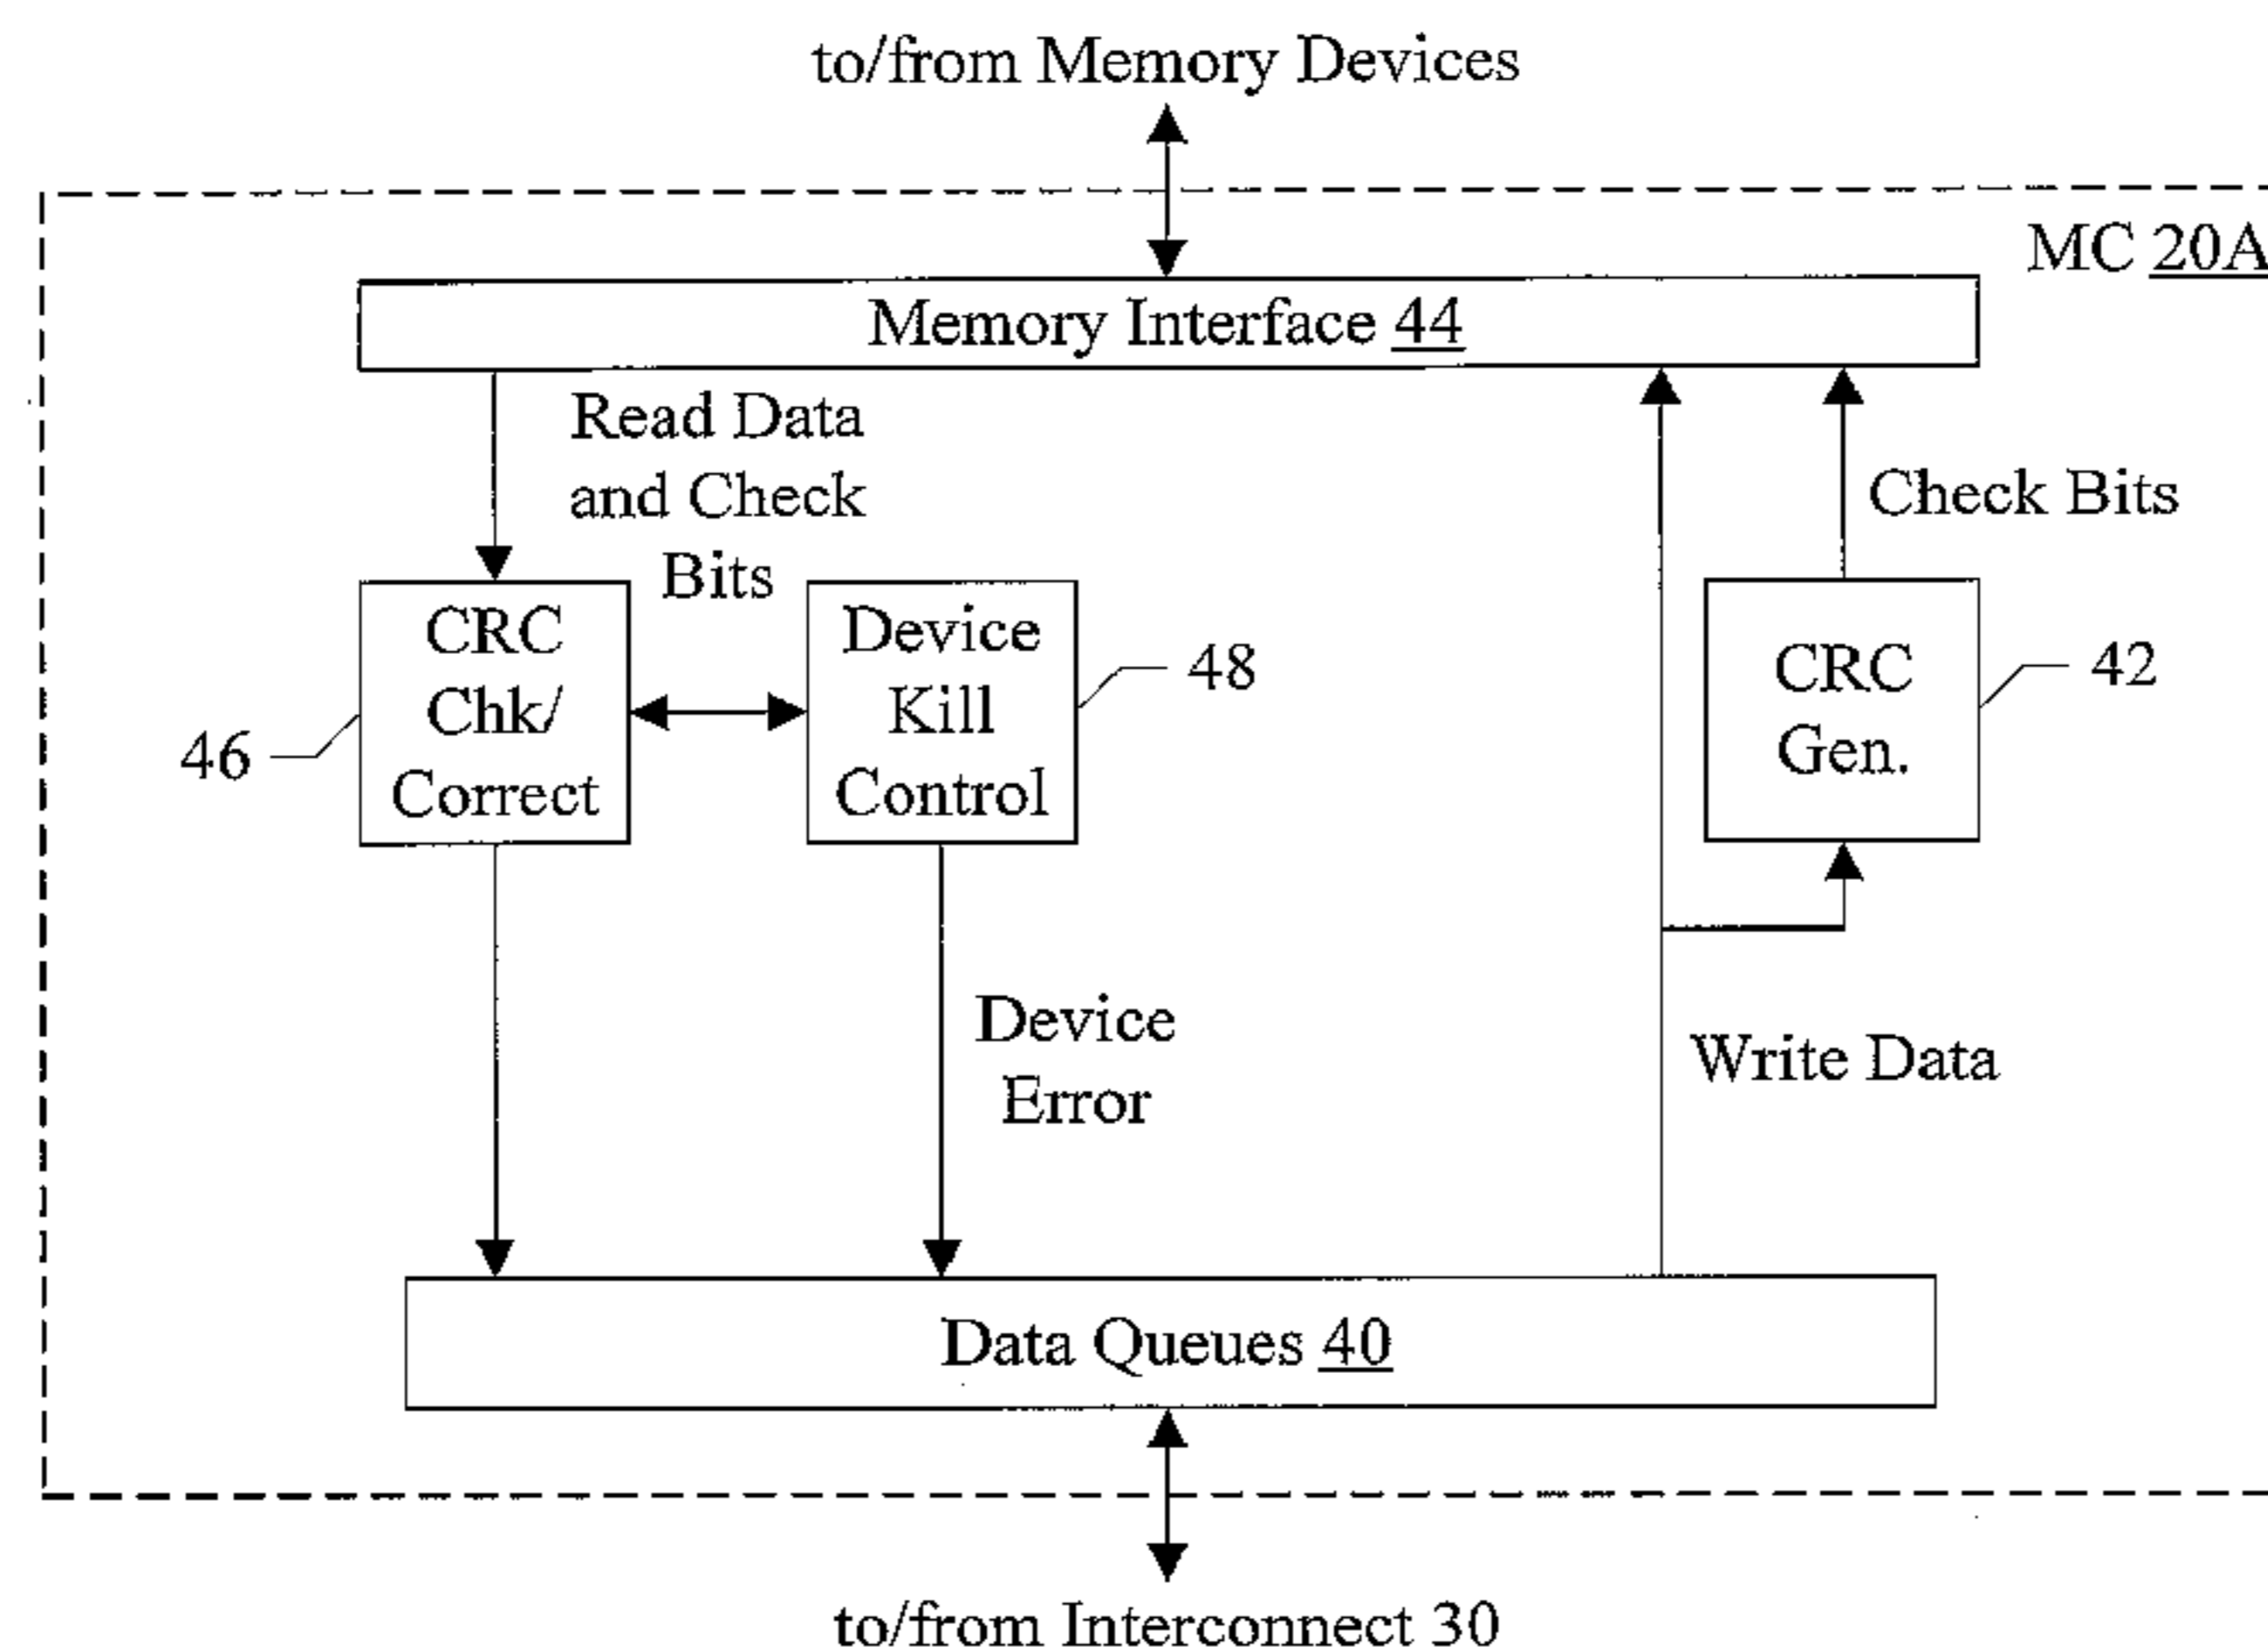 to/from Memory Devices
MC 20A
Memory Interface 44
Read Data
and Check
Bits
Check Bits
CRC
Chk/
Correct
46
Device
Kill
Control
48
CRC
Gen.
42
Device
Error
Write Data
Data Queues 40
to/from Interconnect 30